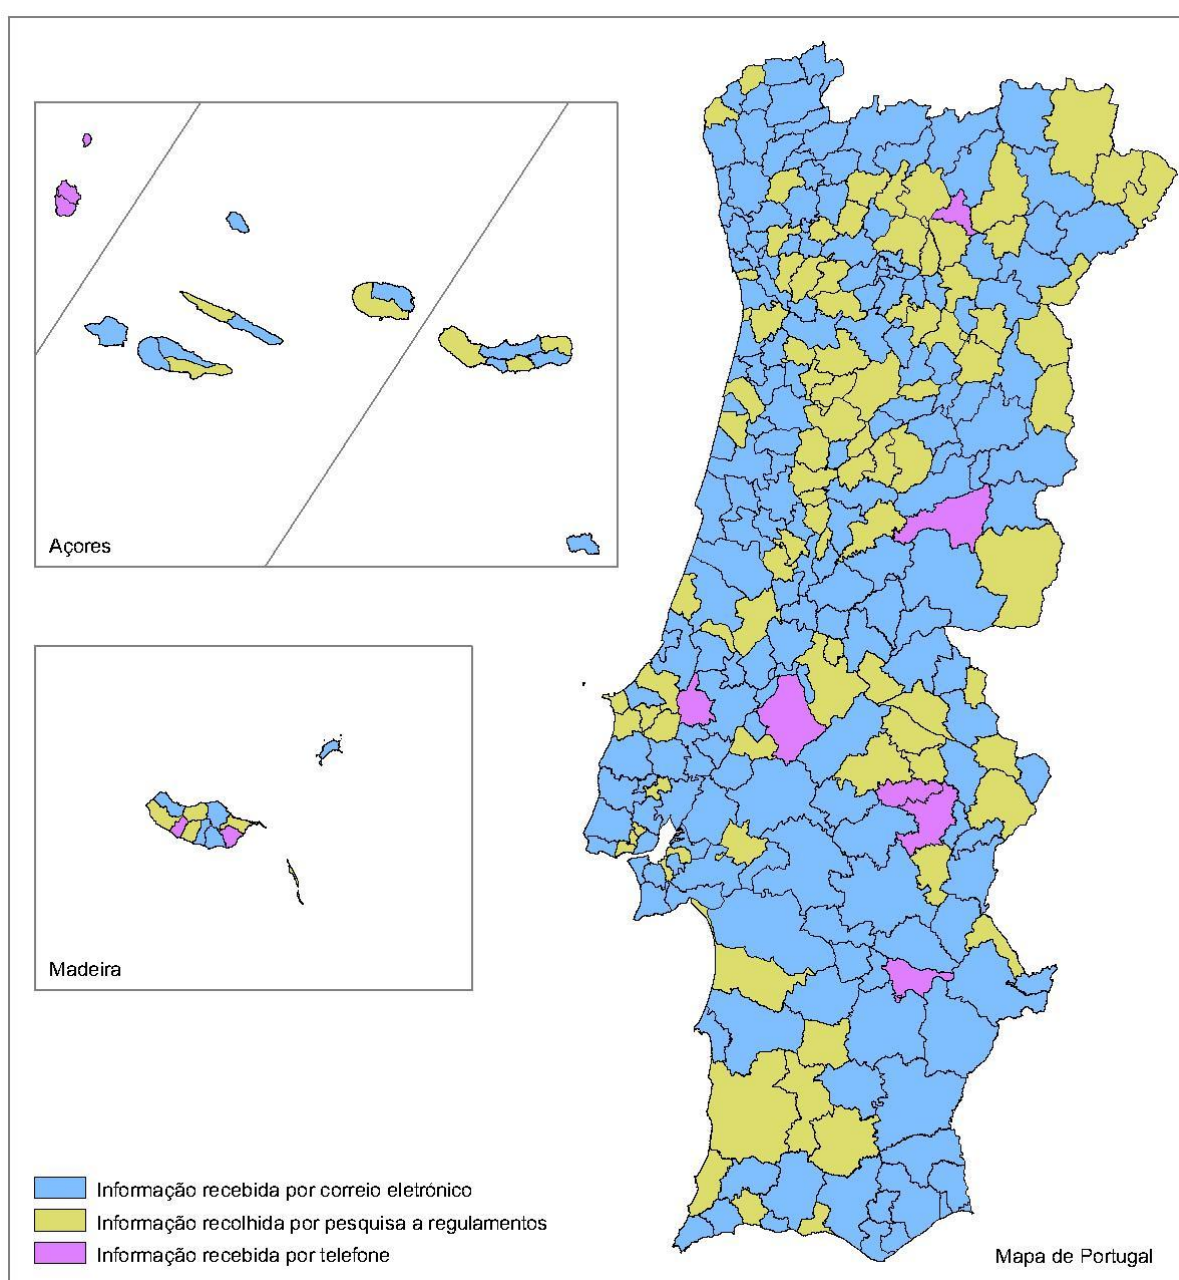 Açores
Madeira
Informação recebida por correio eletrónico
Informação recolhida por pesquisa a regulamentos
Informação recebida por telefone
Mapa de Portugal